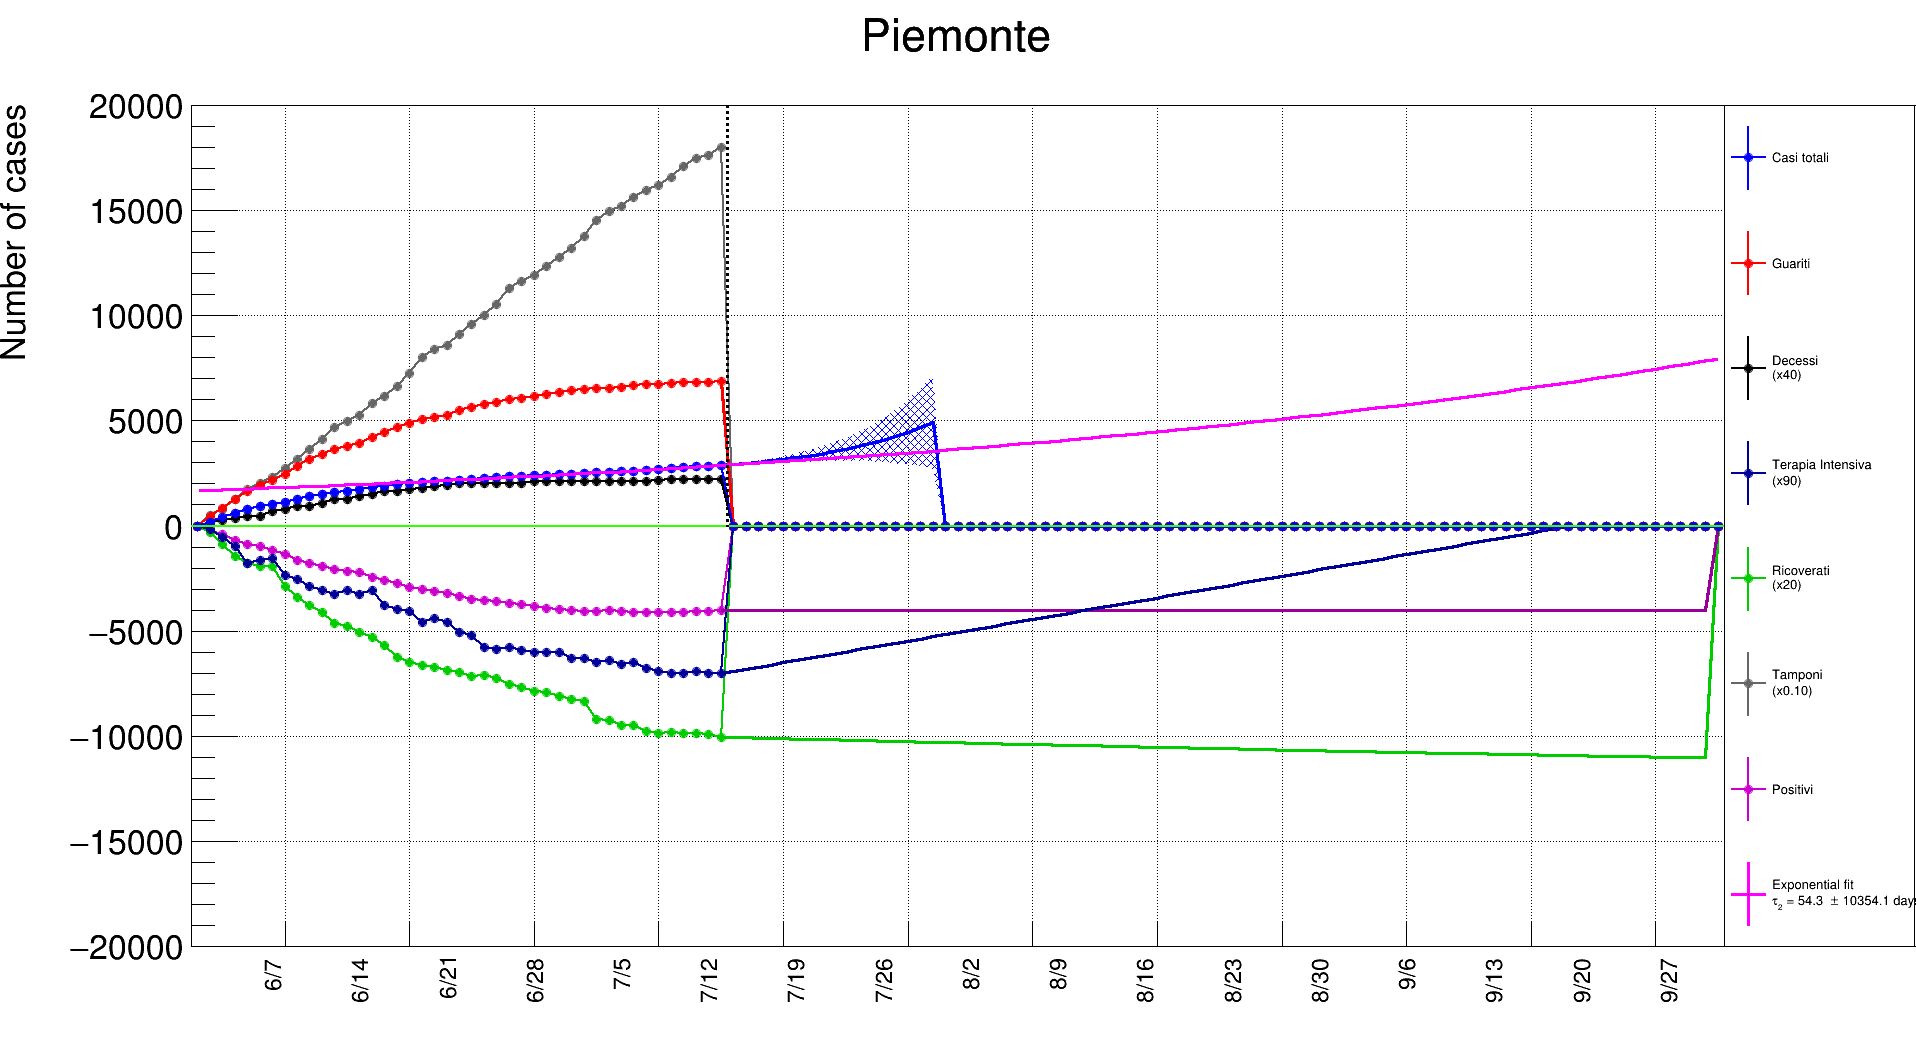 Piemonte
Number of cases
20000
15000
10000
5000
0
−5000
−10000
−15000
−20000
6/7
6/14
6/21
6/28
7/5
7/12
7/19
7/26
8/2
8/9
8/16
8/23
8/30
9/6
9/13
9/20
9/27
Casi totali
Guariti
Decessi
(x40)
Terapia Intensiva
(x90)
Ricoverati
(x20)
Tamponi
(x0.10)
Positivi
Exponential fit
τ2 = 54.3 ± 10354.1 days